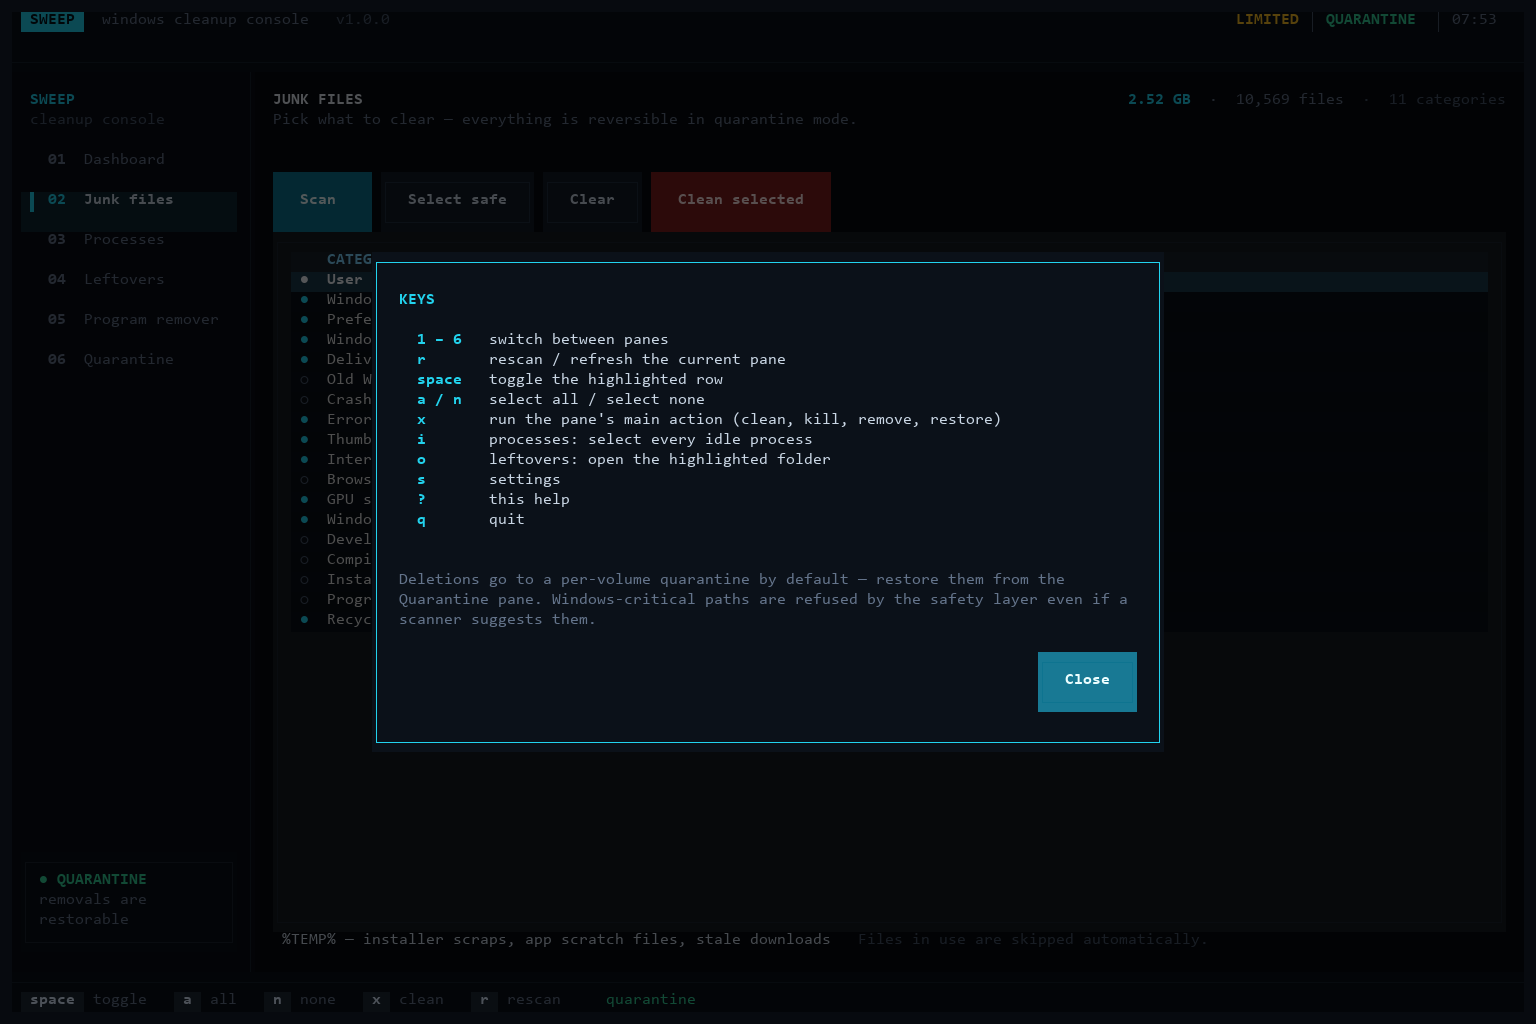 SWEEP windows cleanup console v1.0.0 LIMITED QUARANTINE 07:53
SWEEP
cleanup console
01 Dashboard
02 Junk files
03 Processes
04 Leftovers
05 Program remover
06 Quarantine
● QUARANTINE
removals are
restorable
JUNK FILES 2.52 GB · 10,569 files · 11 categories
Pick what to clear — everything is reversible in quarantine mode.
Scan Select safe Clear Clean selected
CATEG
● User
● Windo
● Prefe
● Windo
● Deliv
○ Old W
○ Crash
● Error
● Thumb
● Inter
○ Brows
● GPU s
● Windo
○ Devel
○ Compi
○ Insta
○ Progr
● Recyc
KEYS
1 – 6 switch between panes
r rescan / refresh the current pane
space toggle the highlighted row
a / n select all / select none
x run the pane's main action (clean, kill, remove, restore)
i processes: select every idle process
o leftovers: open the highlighted folder
s settings
? this help
q quit
Deletions go to a per-volume quarantine by default — restore them from the
Quarantine pane. Windows-critical paths are refused by the safety layer even if a
scanner suggests them.
Close
%TEMP% — installer scraps, app scratch files, stale downloads Files in use are skipped automatically.
space toggle a all n none x clean r rescan quarantine